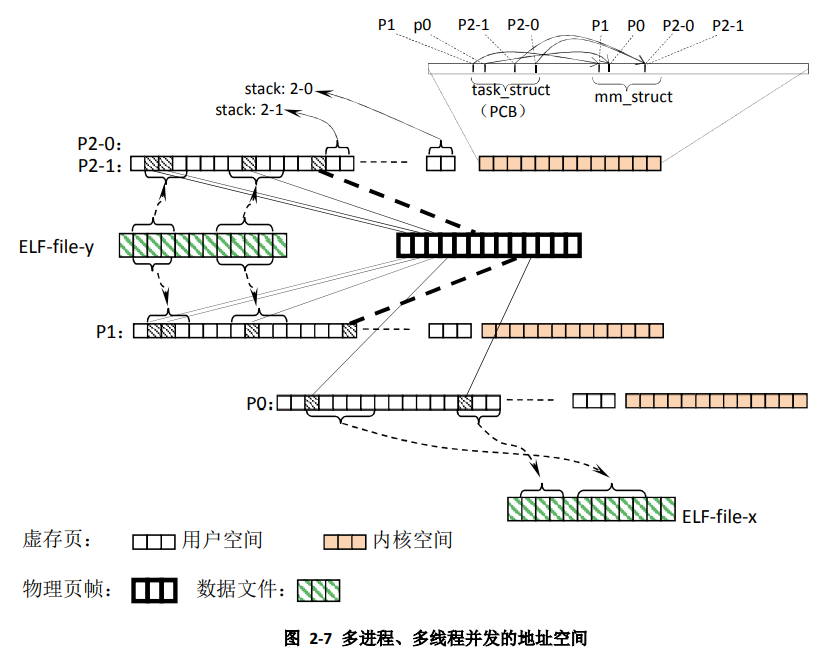 P1 p0 P2-1 P2-0 P1 P0 P2-0 P2-1
task_struct
(PCB)
mm_struct
stack: 2-0
stack: 2-1
P2-0:
P2-1:
ELF-file-y
P1:
P0:
ELF-file-x
虚存页： 用户空间 内核空间
物理页帧： 数据文件：
图 2-7 多进程、多线程并发的地址空间